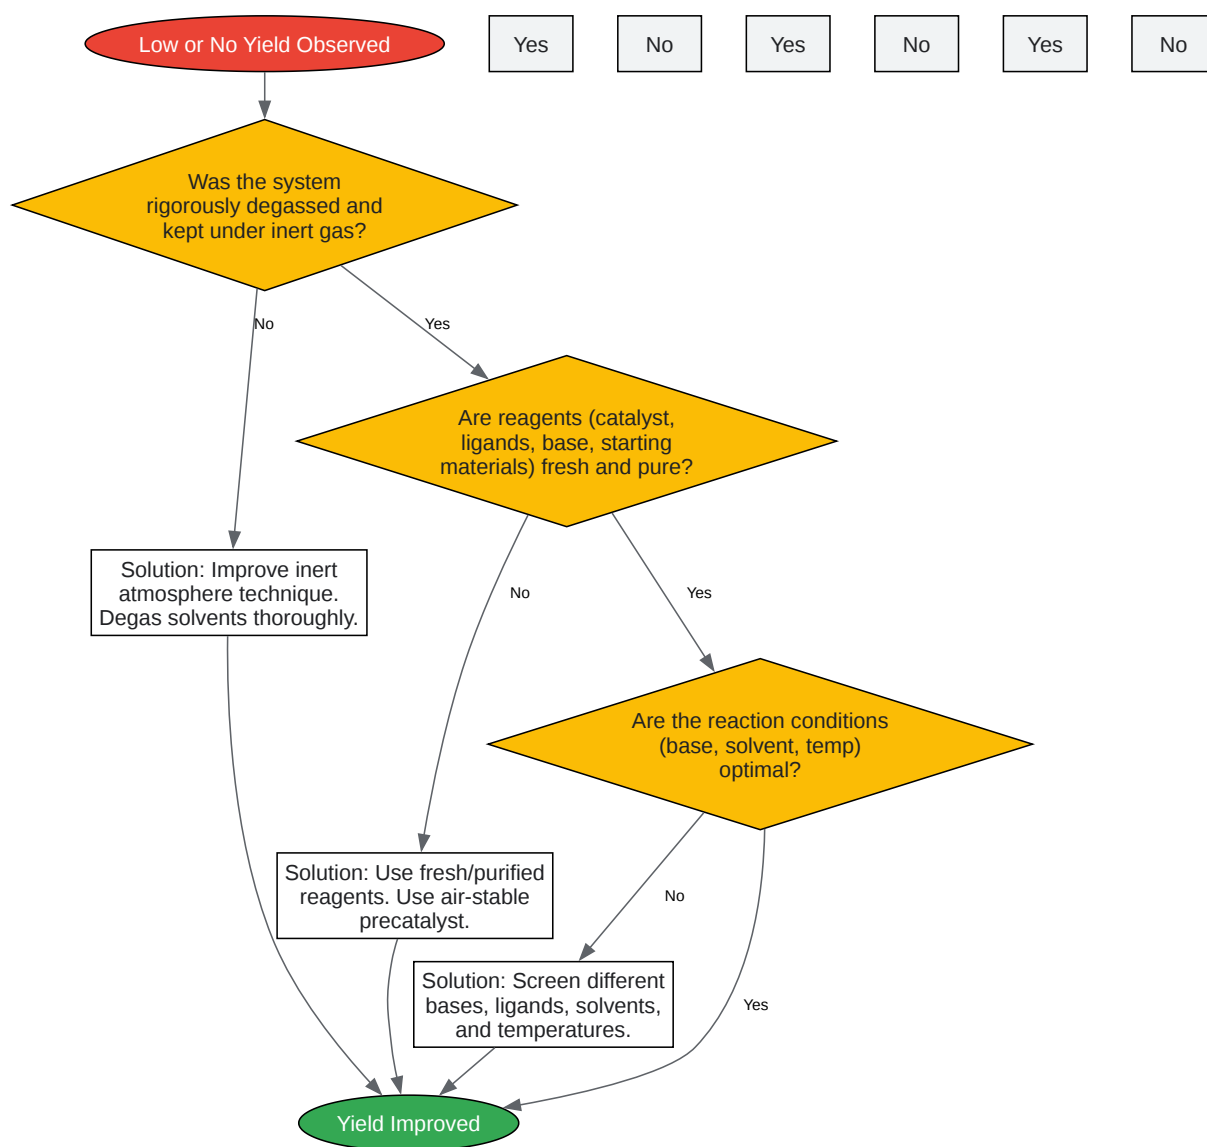 Low or No Yield Observed
Yes
No
Yes
No
Yes
No
Was the system
rigorously degassed and
kept under inert gas?
No
Yes
Are reagents (catalyst,
ligands, base, starting
materials) fresh and pure?
Solution: Improve inert
atmosphere technique.
Degas solvents thoroughly.
No
Yes
Are the reaction conditions
(base, solvent, temp)
optimal?
Solution: Use fresh/purified
reagents. Use air-stable
precatalyst.
No
Solution: Screen different
bases, ligands, solvents,
and temperatures.
Yes
Yield Improved